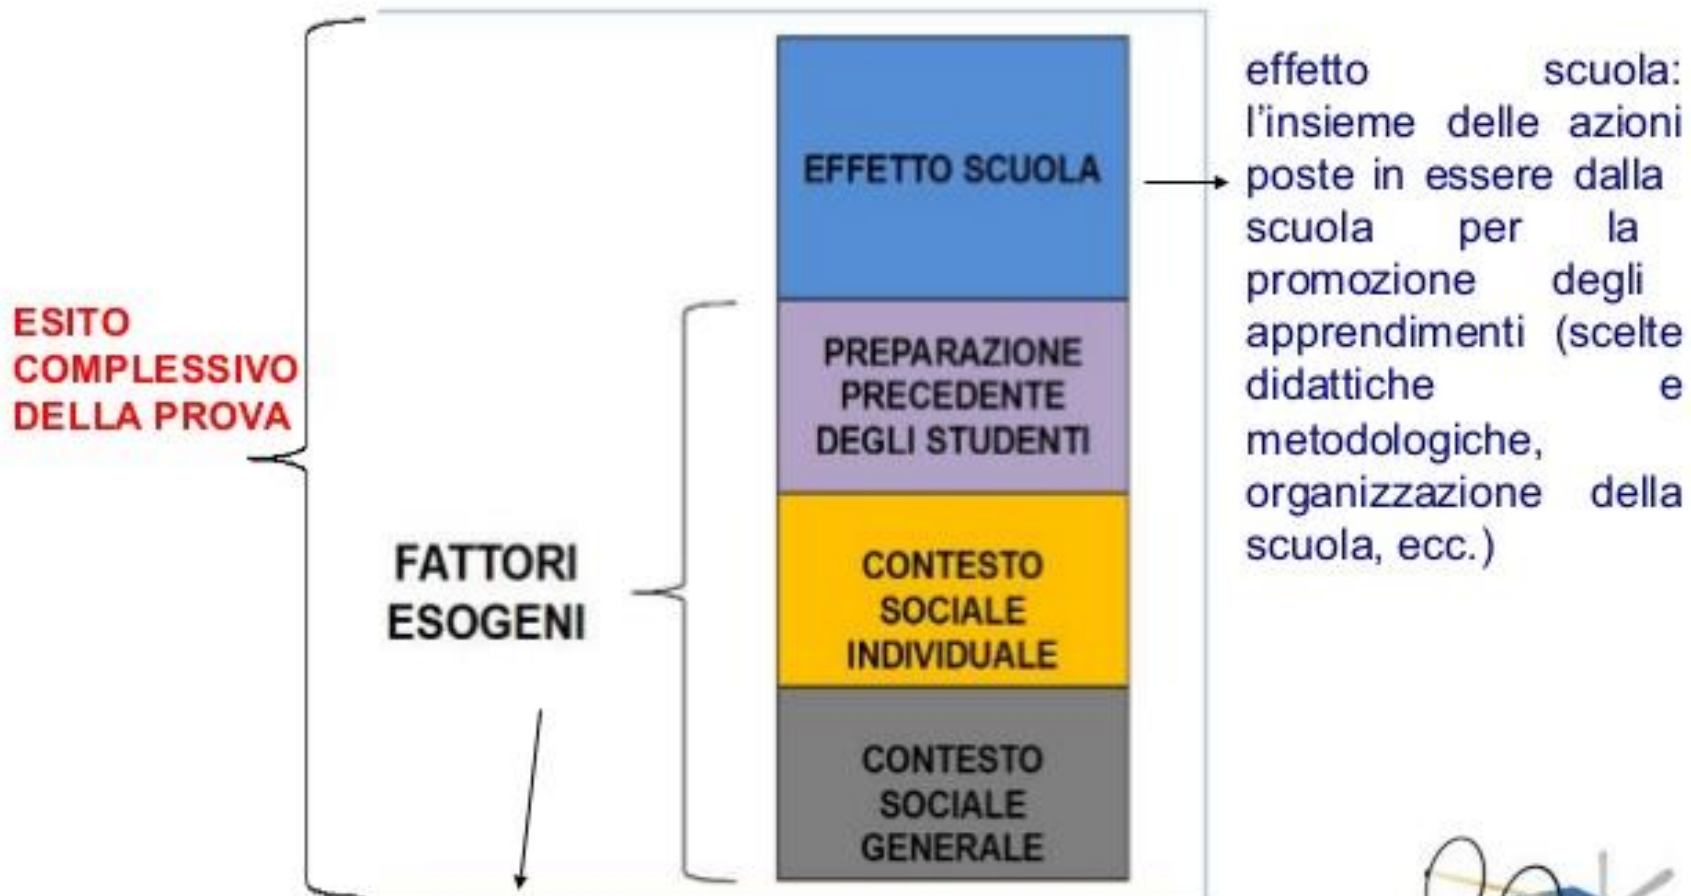 ESITO
COMPLESSIVO
DELLA PROVA
FATTORI
ESOGENI
EFFETTO SCUOLA
PREPARAZIONE
PRECEDENTE
DEGLI STUDENTI
CONTESTO
SOCIALE
INDIVIDUALE
CONTESTO
SOCIALE
GENERALE
effetto scuola:
l'insieme delle azioni
poste in essere dalla
scuola per la
promozione degli
apprendimenti (scelte
didattiche e
metodologiche,
organizzazione della
scuola, ecc.)